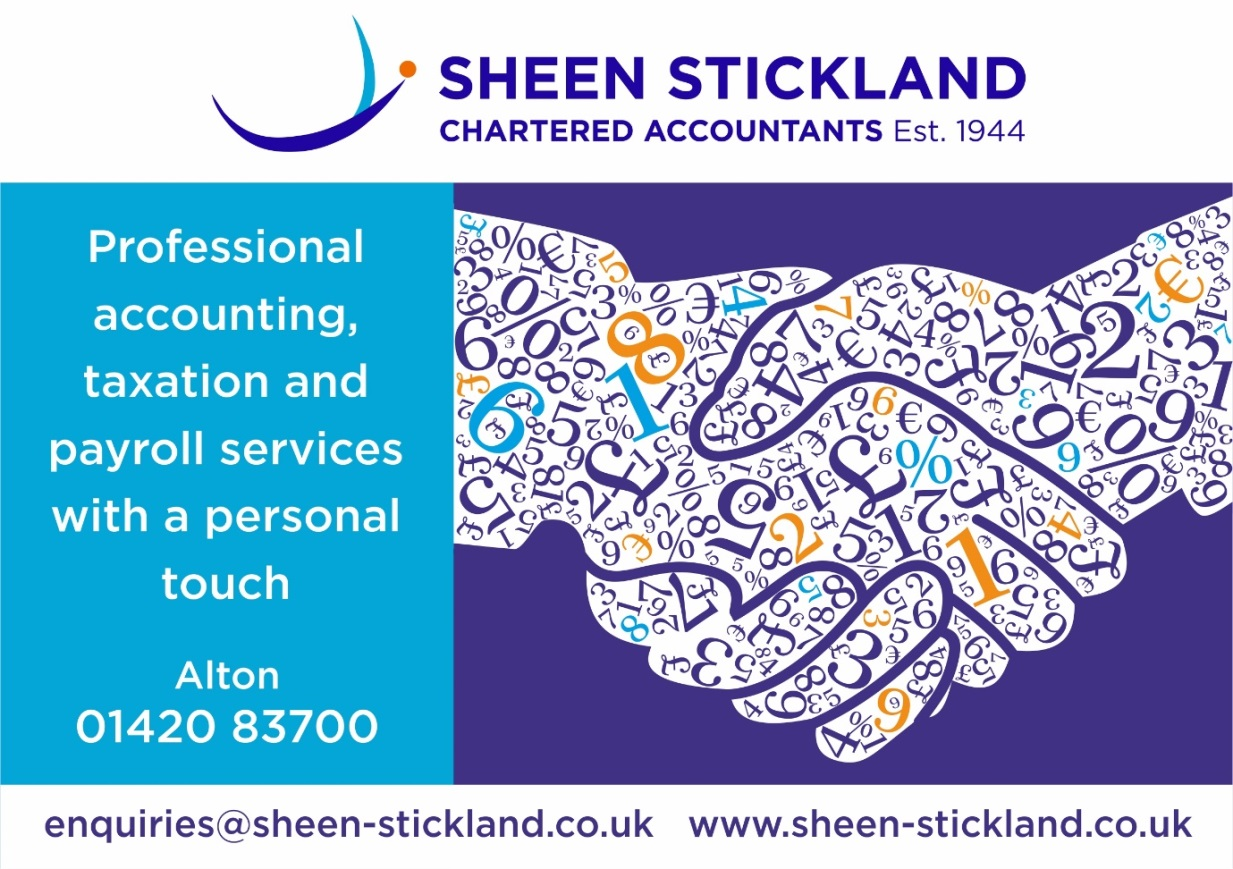 SHEEN STICKLAND
CHARTERED ACCOUNTANTS Est. 1944
Professional
accounting,
taxation and
payroll services
with a personal
touch
Alton
01420 83700
enquiries@sheen-stickland.co.uk www.sheen-stickland.co.uk